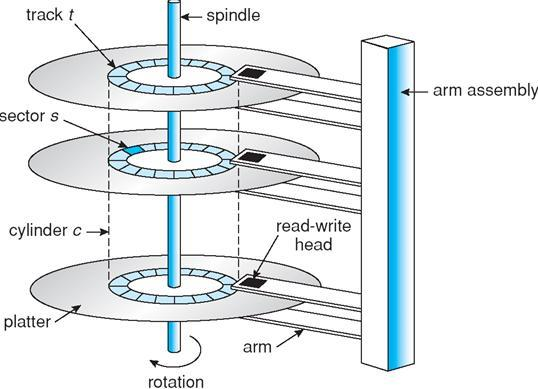 track t
spindle
arm assembly
sector s
cylinder c
read-write
head
platter
arm
rotation